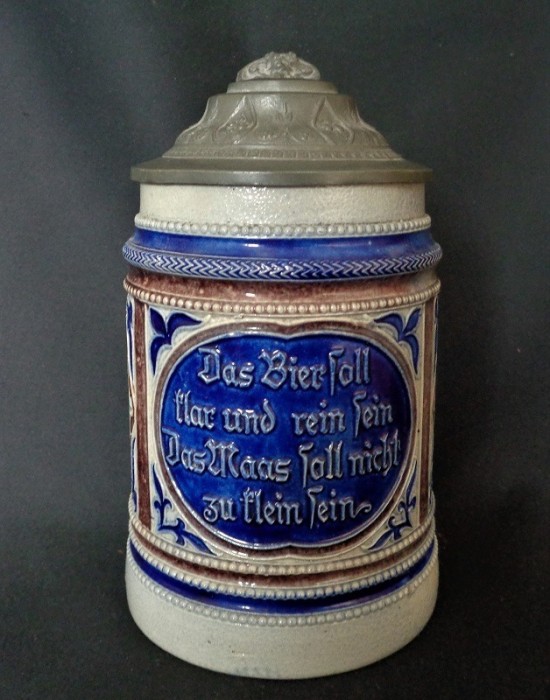 Das Bier soll
klar und rein sein
Das Maas soll nicht
zu klein sein